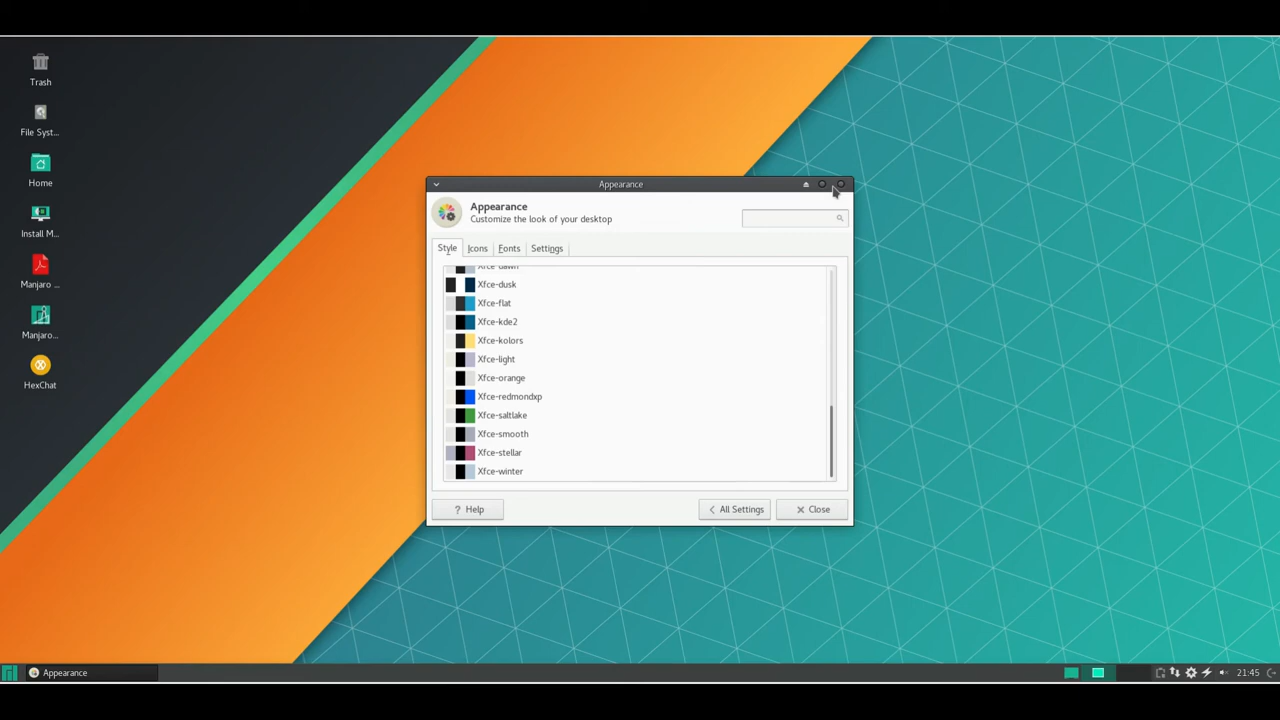 Trash
File Syst...
Home
Install M...
Manjaro ...
Manjaro...
HexChat
Appearance
Appearance
Customize the look of your desktop
Style
Icons
Fonts
Settings
Xfce-dawn
Xfce-dusk
Xfce-flat
Xfce-kde2
Xfce-kolors
Xfce-light
Xfce-orange
Xfce-redmondxp
Xfce-saltlake
Xfce-smooth
Xfce-stellar
Xfce-winter
? Help
All Settings
Close
Appearance
21:45